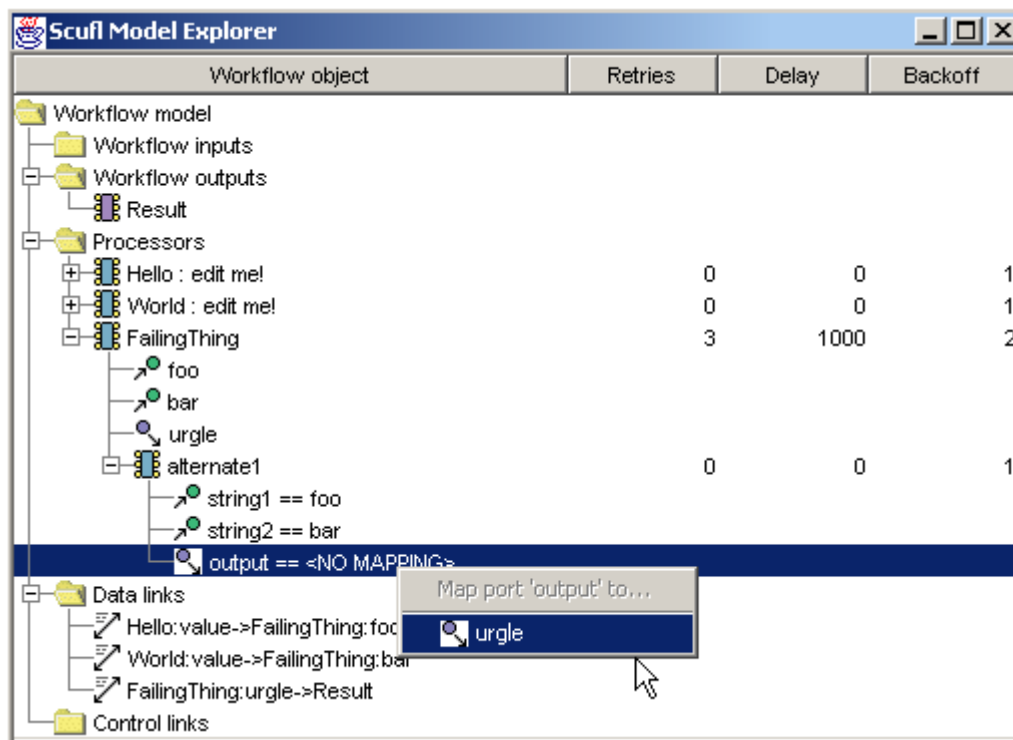 Scufl Model Explorer
Workflow object Retries Delay Backoff
Workflow model
Workflow inputs
Workflow outputs
Result
Processors
Hello : edit me! 0 0 1
World : edit me! 0 0 1
FailingThing 3 1000 2
foo
bar
urgle
alternate1 0 0 1
string1 == foo
string2 == bar
output == <NO MAPPING>
Map port 'output' to...
urgle
Data links
Hello:value->FailingThing:foo
World:value->FailingThing:bar
FailingThing:urgle->Result
Control links